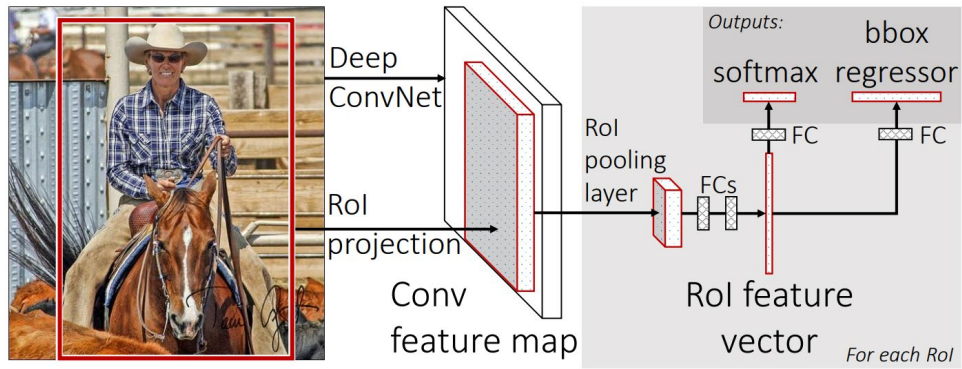 Deep
ConvNet
RoI
projection
Conv
feature map
RoI
pooling
layer
FCs
RoI feature
vector
For each RoI
Outputs:
softmax
bbox
regressor
FC
FC